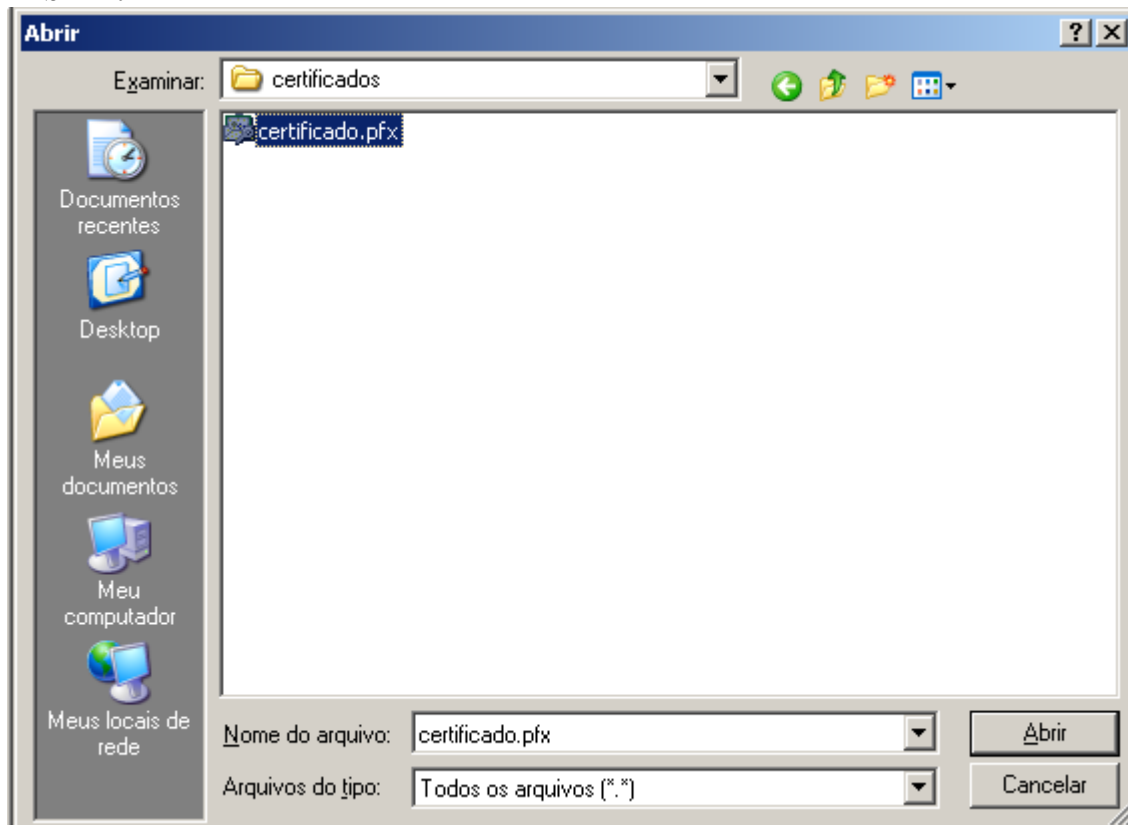 Abrir
Examinar:
certificados
certificado.pfx
Documentos
recentes
Desktop
Meus
documentos
Meu
computador
Meus locais de
rede
Nome do arquivo:
certificado.pfx
Abrir
Arquivos do tipo:
Todos os arquivos (*.*)
Cancelar